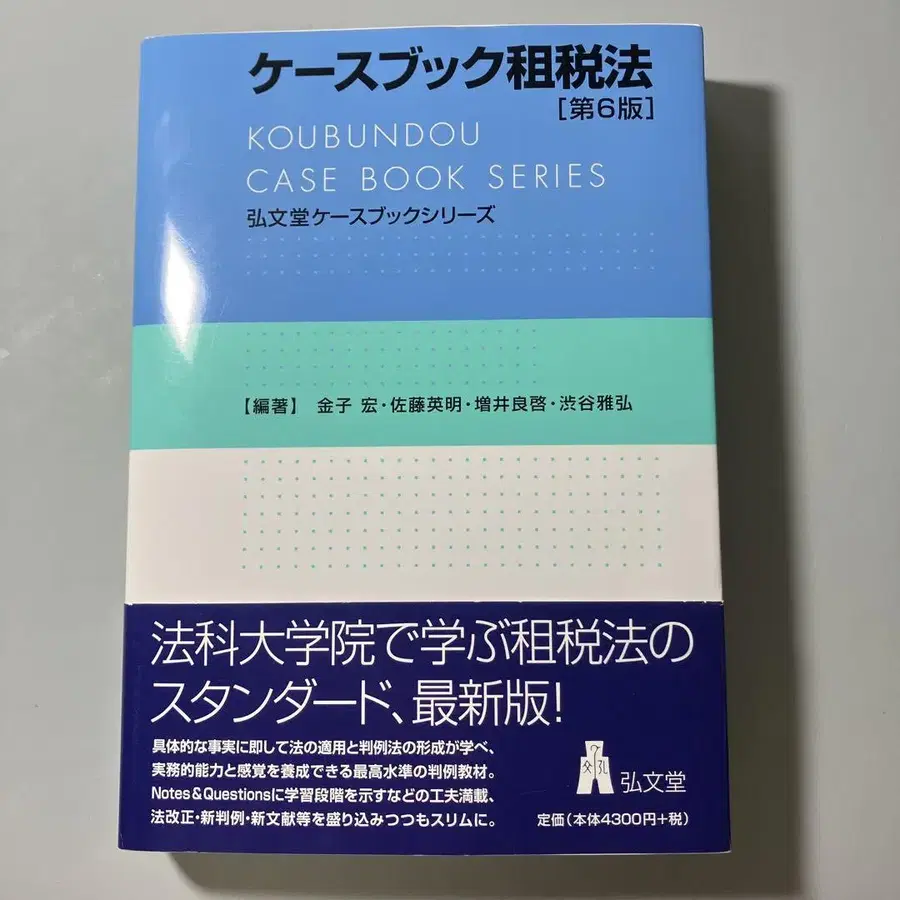 ケースブック租税法
[第6版]
KOUBUNDOU
CASE BOOK SERIES
弘文堂ケースブックシリーズ
【編著】 金子 宏・佐藤英明・増井良啓・渋谷雅弘
法科大学院で学ぶ租税法の
スタンダード、最新版!
具体的な事実に即して法の適用と判例法の形成が学べ、
実務的能力と感覚を養成できる最高水準の判例教材。
Notes&Questionsに学習段階を示すなどの工夫満載、
法改正・新判例・新文献等を盛り込みつつもスリムに。
弘文堂
定価(本体4300円+税)